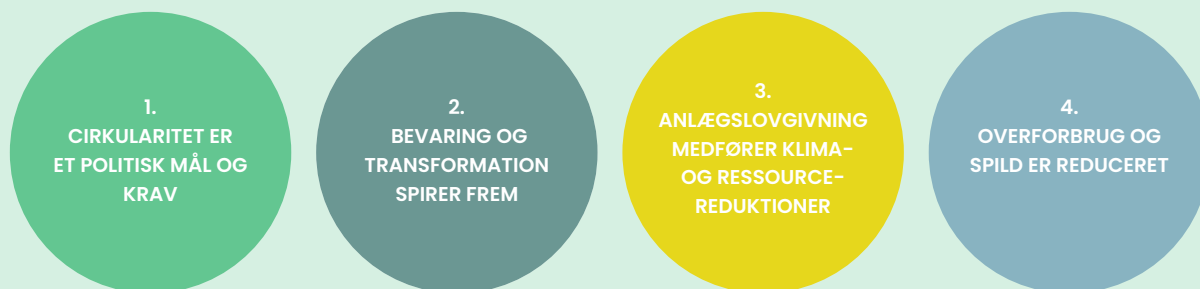 1.
CIRKULARITET ER
ET POLITISK MÅL OG
KRAV
2.
BEVARING OG
TRANSFORMATION
SPIRER FREM
3.
ANLÆGSLOVGIVNING
MEDFØRER KLIMA-
OG RESSOURCE-
REDUKTIONER
4.
OVERFORBRUG OG
SPILD ER REDUCERET